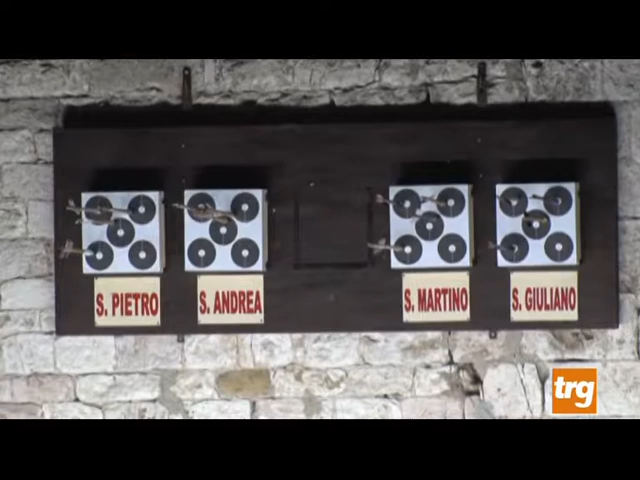 S. PIETRO
S. ANDREA
S. MARTINO
S. GIULIANO
trg